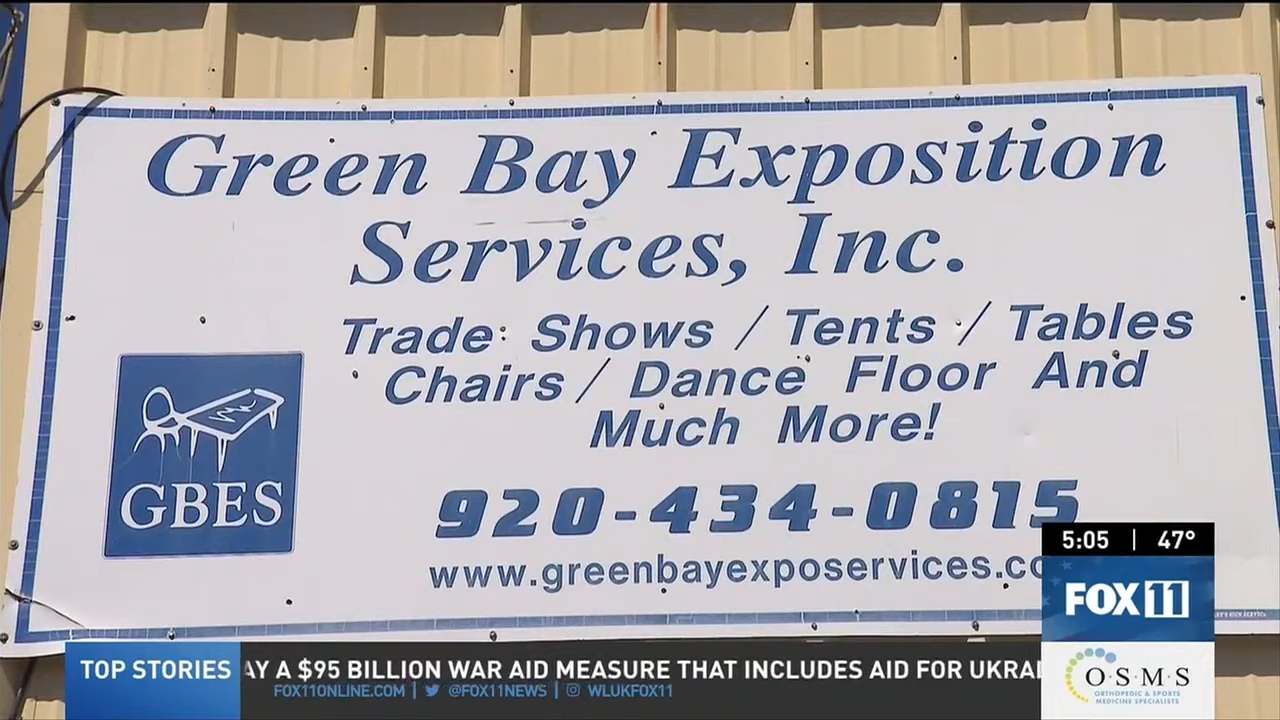 Green Bay Exposition
Services, Inc.
Trade Shows / Tents / Tables
Chairs / Dance Floor And
Much More!
GBES
920-434-0815
www.greenbayexposervices.co
5:05 | 47°
FOX 11
TOP STORIES
AY A $95 BILLION WAR AID MEASURE THAT INCLUDES AID FOR UKRAI
FOX11ONLINE.COM | @FOX11NEWS | WLUKFOX11
O·S·M·S
ORTHOPEDIC & SPORTS
MEDICINE SPECIALISTS